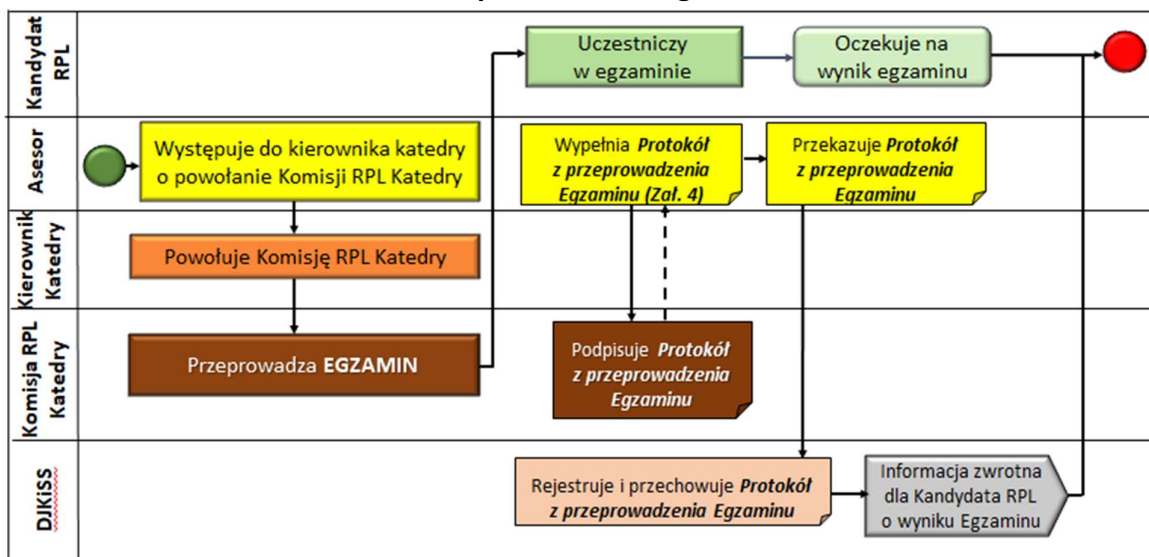 Kandydat
RPL
Uczestniczy
w egzaminie
Oczekuje na
wynik egzaminu
Asesor
Występuje do kierownika katedry
o powołanie Komisji RPL Katedry
Wypełnia Protokół
z przeprowadzenia
Egzaminu (Zał. 4)
Przekazuje Protokół
z przeprowadzenia
Egzaminu
Kierownik
Katedry
Powołuje Komisję RPL Katedry
Komisja RPL
Katedry
Przeprowadza EGZAMIN
Podpisuje Protokół
z przeprowadzenia
Egzaminu
DJKiSS
Rejestruje i przechowuje Protokół
z przeprowadzenia Egzaminu
Informacja zwrotna
dla Kandydata RPL
o wyniku Egzaminu